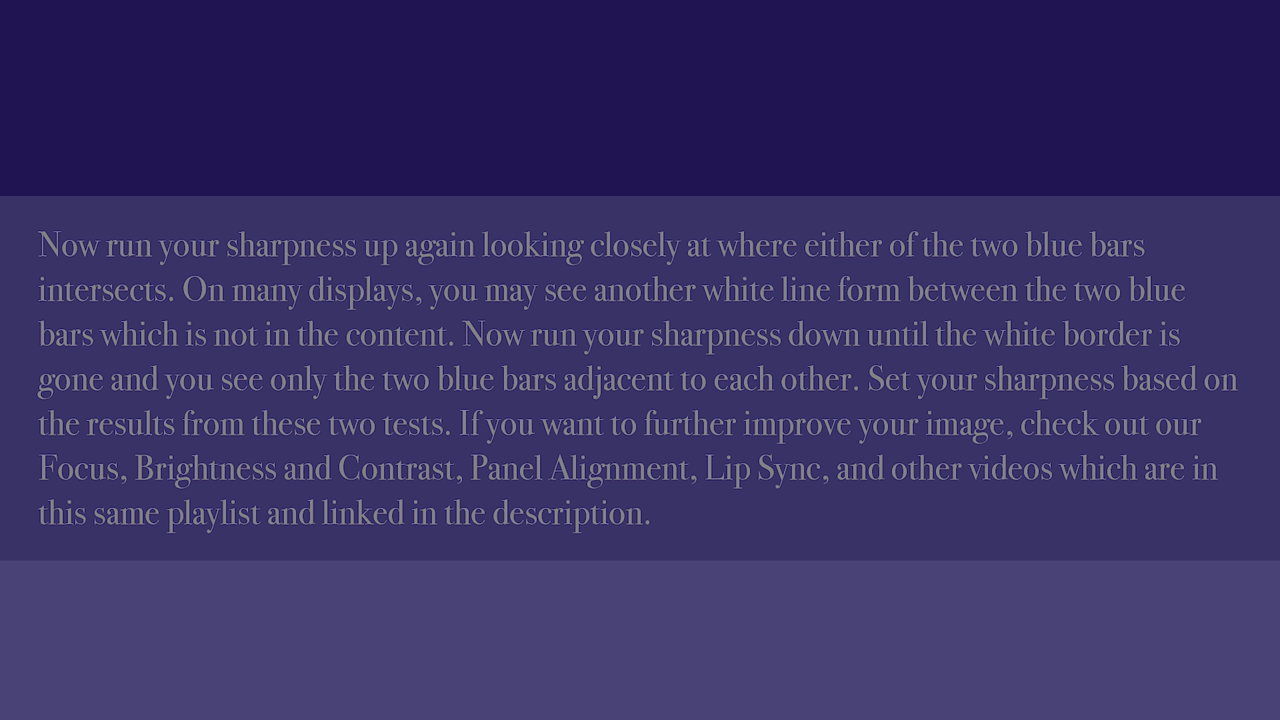 Now run your sharpness up again looking closely at where either of the two blue bars
intersects. On many displays, you may see another white line form between the two blue
bars which is not in the content. Now run your sharpness down until the white border is
gone and you see only the two blue bars adjacent to each other. Set your sharpness based on
the results from these two tests. If you want to further improve your image, check out our
Focus, Brightness and Contrast, Panel Alignment, Lip Sync, and other videos which are in
this same playlist and linked in the description.